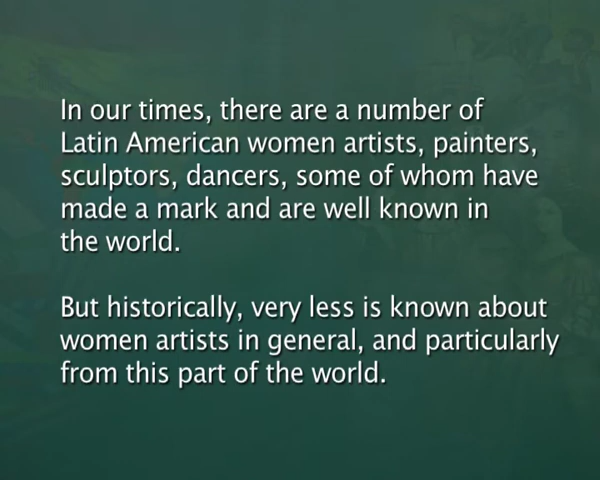 In our times, there are a number of
Latin American women artists, painters,
sculptors, dancers, some of whom have
made a mark and are well known in
the world.
But historically, very less is known about
women artists in general, and particularly
from this part of the world.